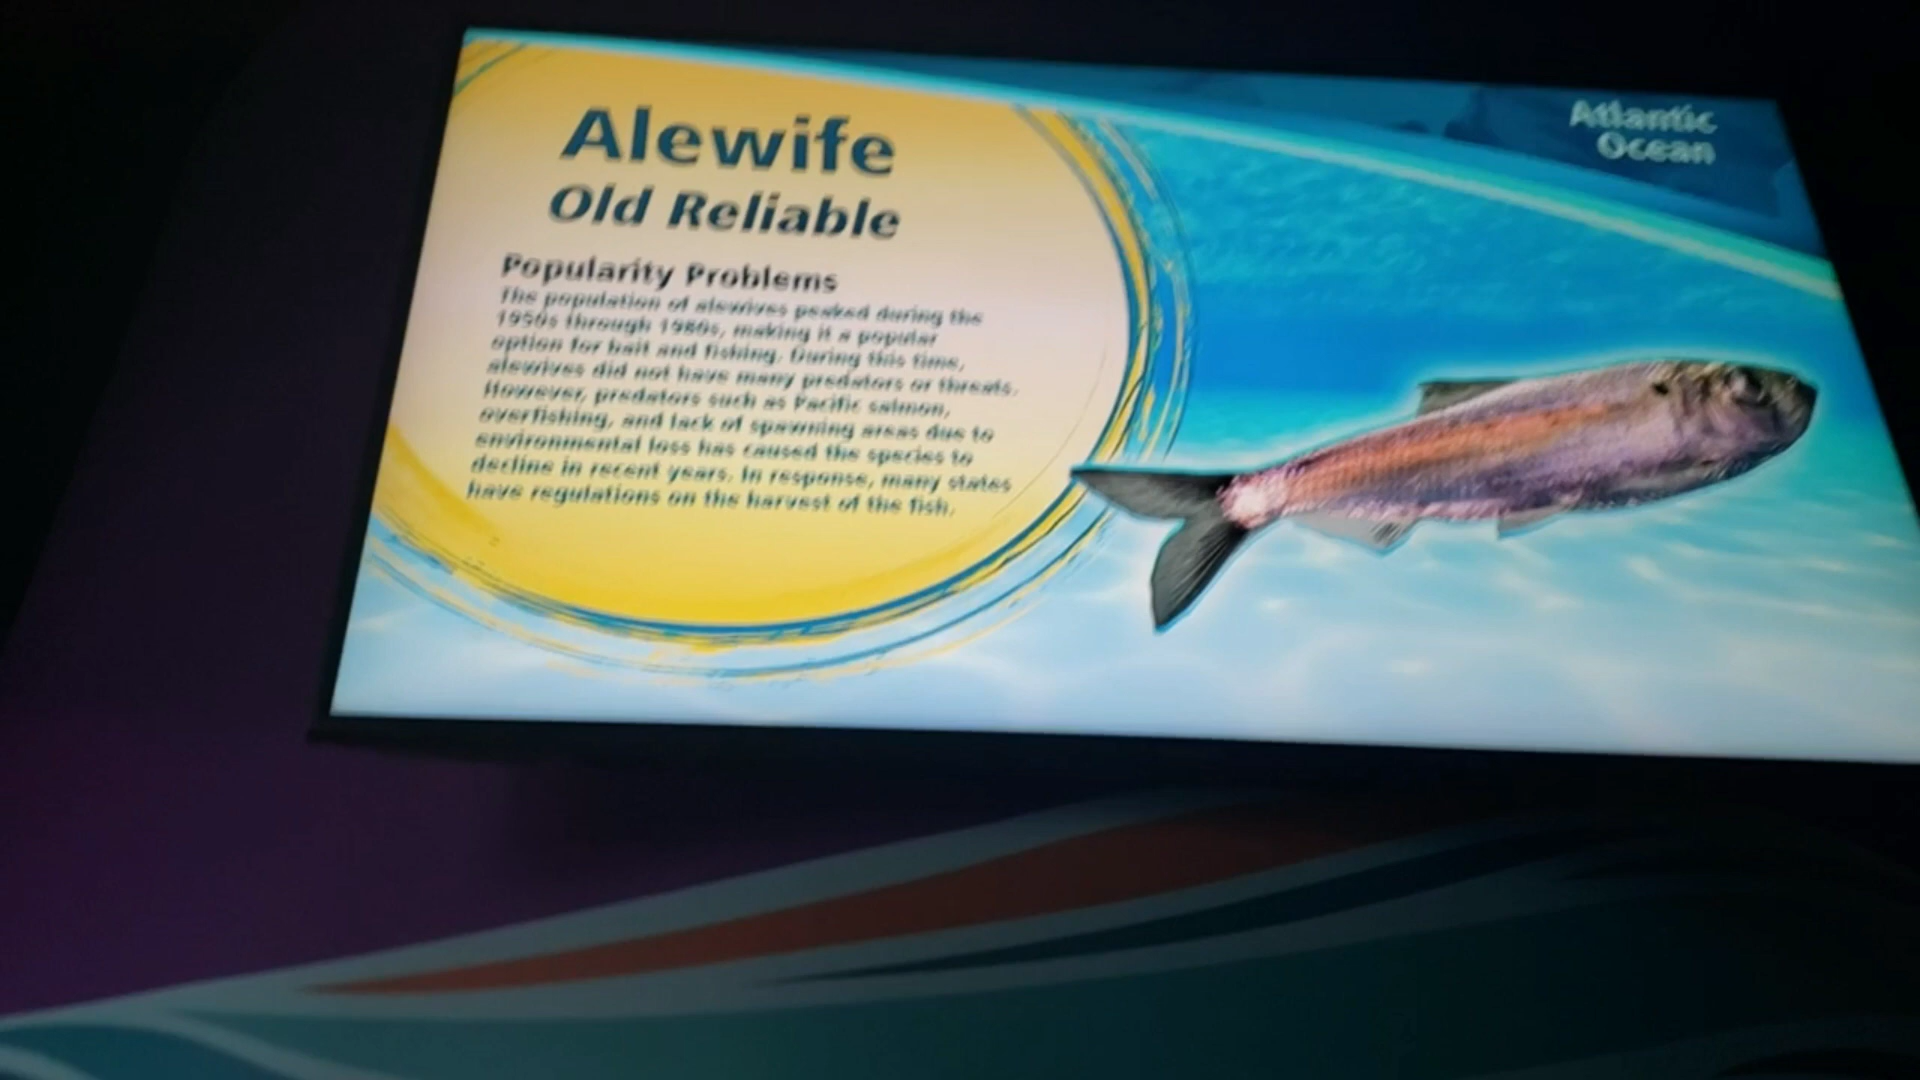 Alewife
Old Reliable
Popularity Problems
The population of alewives peaked during the
1950s through 1980s, making it a popular
option for bait and fishing. During this time,
alewives did not have many predators or threats.
However, predators such as Pacific salmon,
overfishing, and lack of spawning areas due to
environmental loss has caused the species to
decline in recent years. In response, many states
have regulations on the harvest of the fish.
Atlantic
Ocean